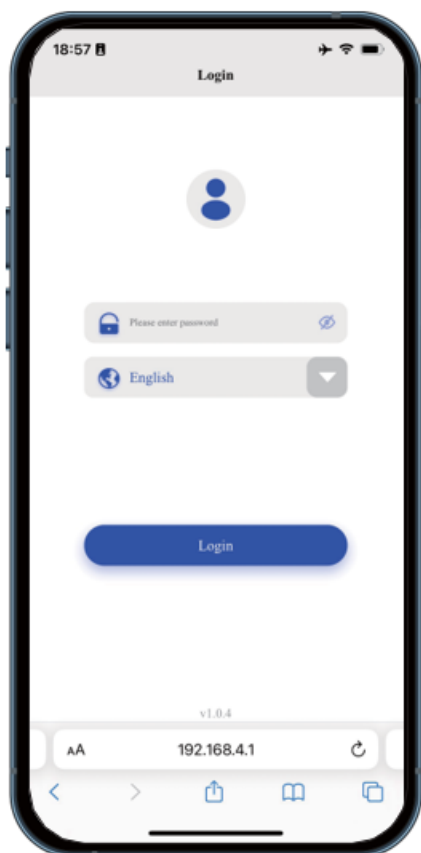 18:57
Login
Please enter password
English
Login
v1.0.4
AA
192.168.4.1